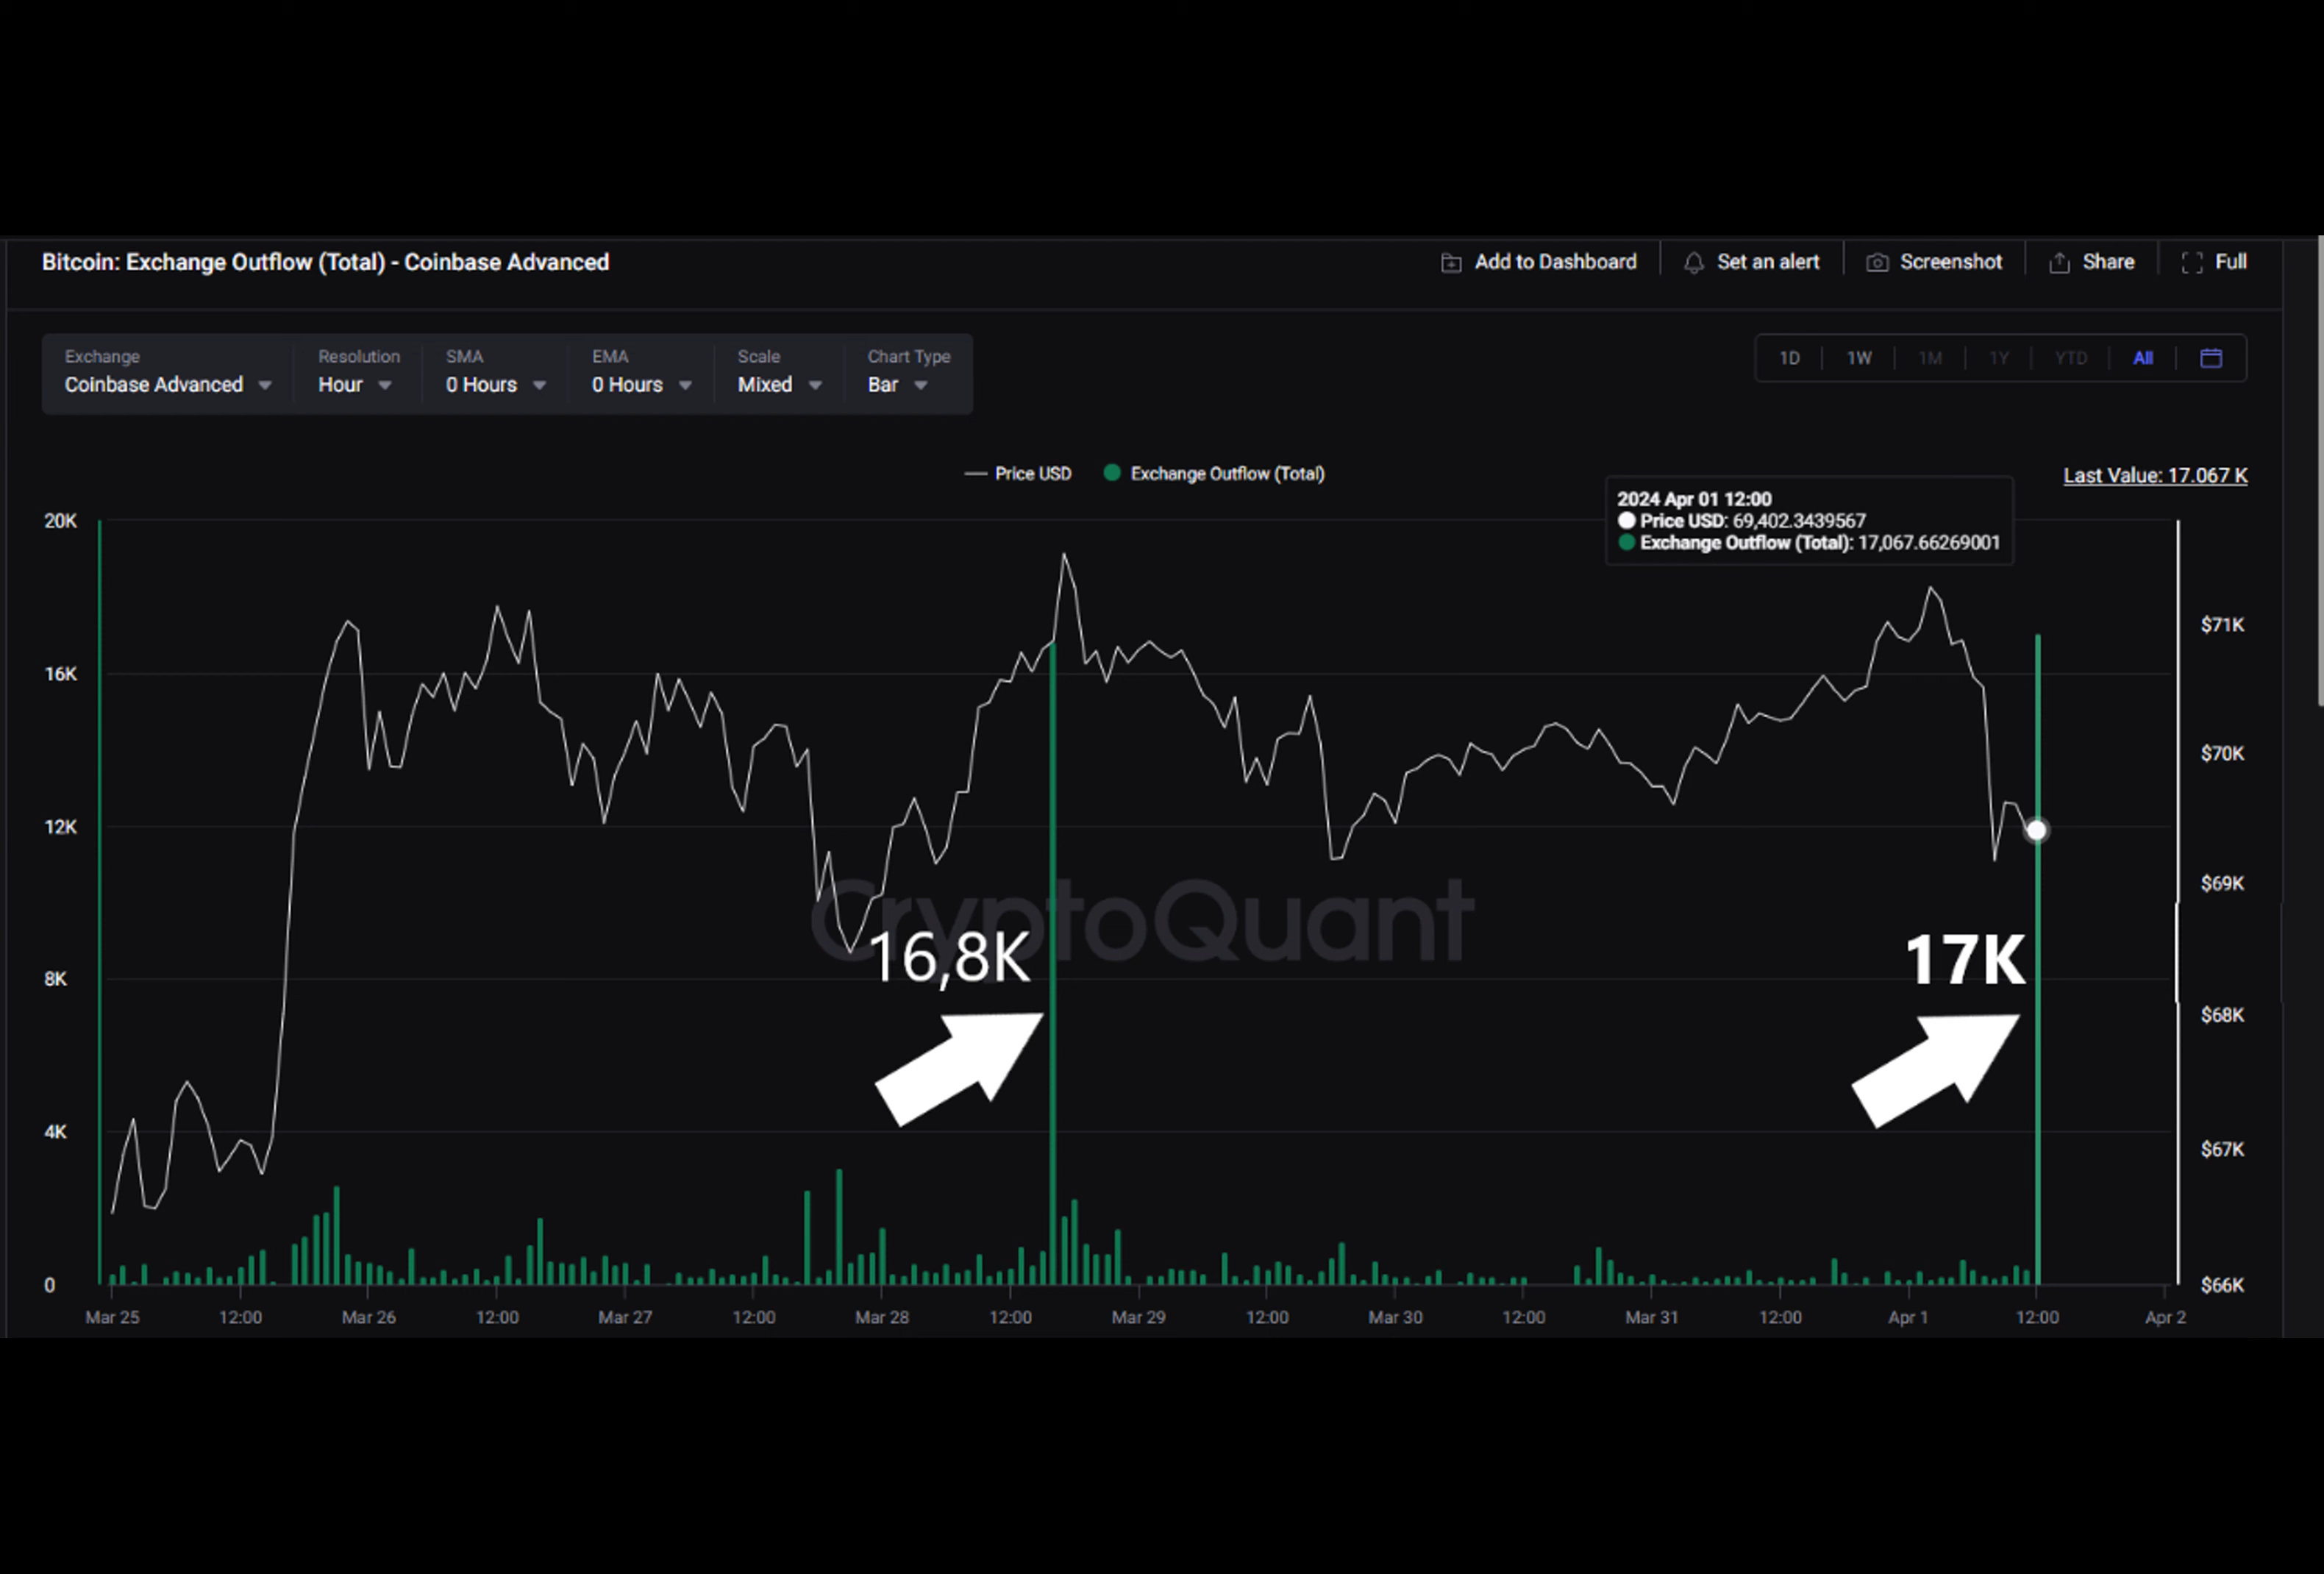 Bitcoin: Exchange Outflow (Total) - Coinbase Advanced
Add to Dashboard
Set an alert
Screenshot
Share
Full
Exchange
Coinbase Advanced
Resolution
Hour
SMA
0 Hours
EMA
0 Hours
Scale
Mixed
Chart Type
Bar
1D
1W
1M
1Y
YTD
All
Price USD
Exchange Outflow (Total)
Last Value: 17.067 K
2024 Apr 01 12:00
Price USD: 69,402.3439567
Exchange Outflow (Total): 17,067.66269001
20K
16K
12K
8K
4K
0
$71K
$70K
$69K
$68K
$67K
$66K
CryptoQuant
16,8K
17K
Mar 25
12:00
Mar 26
12:00
Mar 27
12:00
Mar 28
12:00
Mar 29
12:00
Mar 30
12:00
Mar 31
12:00
Apr 1
12:00
Apr 2